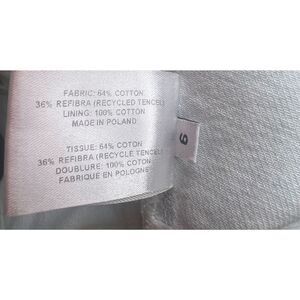 FABRIC: 64% COTTON
36% REFIBRA (RECYCLED TENCEL)
LINING: 100% COTTON
MADE IN POLAND
TISSUE: 64% COTTON
36% REFIBRA (RECYCLE TENCEL)
DOUBLURE: 100% COTTON
FABRIQUE EN POLOGNE
6